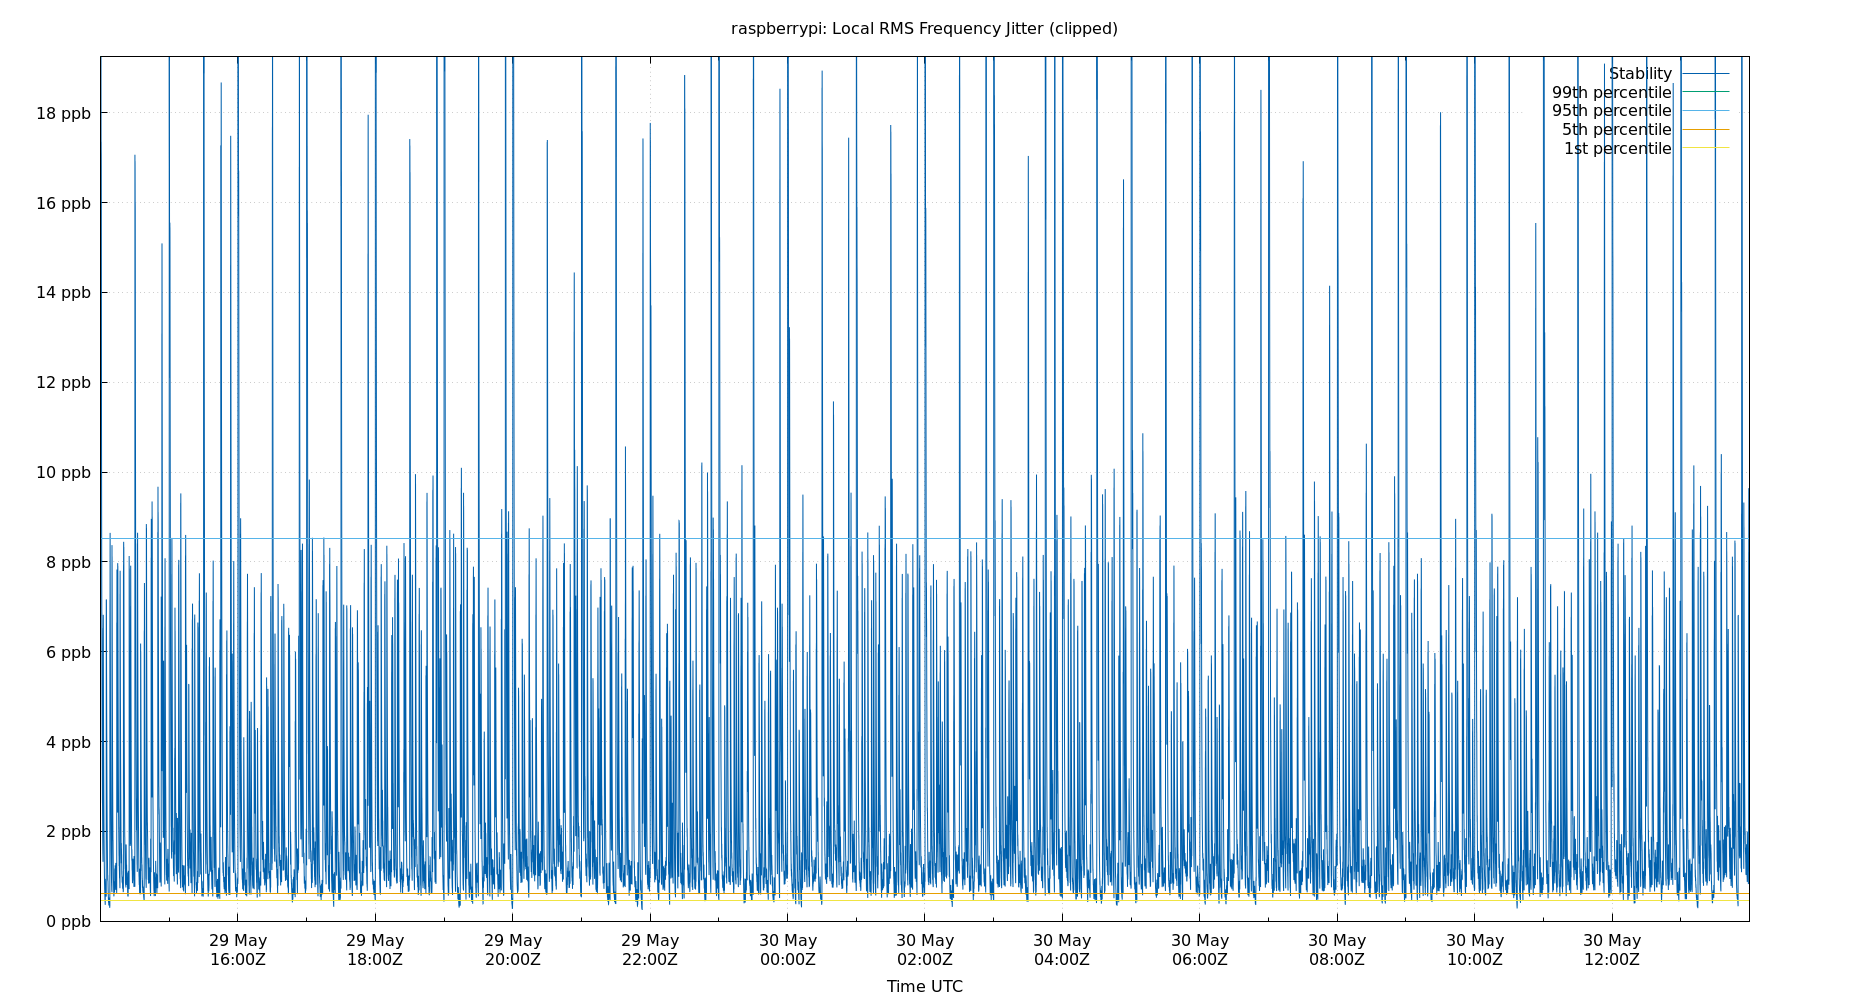 raspberrypi: Local RMS Frequency Jitter (clipped)
Stability
99th percentile
95th percentile
5th percentile
1st percentile
18 ppb
16 ppb
14 ppb
12 ppb
10 ppb
8 ppb
6 ppb
4 ppb
2 ppb
0 ppb
29 May 29 May 29 May 29 May 30 May 30 May 30 May 30 May 30 May 30 May 30 May
16:00Z 18:00Z 20:00Z 22:00Z 00:00Z 02:00Z 04:00Z 06:00Z 08:00Z 10:00Z 12:00Z
Time UTC